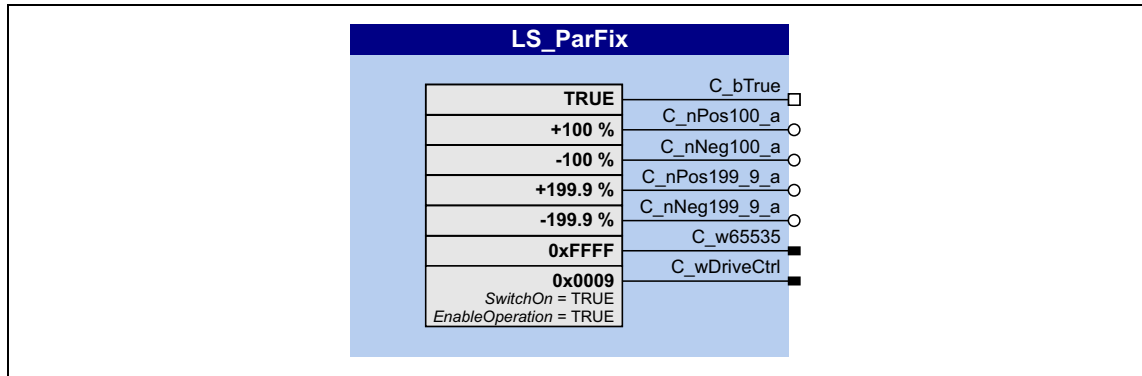 LS_ParFix
C_bTrue
TRUE
C_nPos100_a
+100 %
C_nNeg100_a
-100 %
C_nPos199_9_a
+199.9 %
C_nNeg199_9_a
-199.9 %
C_w65535
0xFFFF
C_wDriveCtrl
0x0009
SwitchOn = TRUE
EnableOperation = TRUE